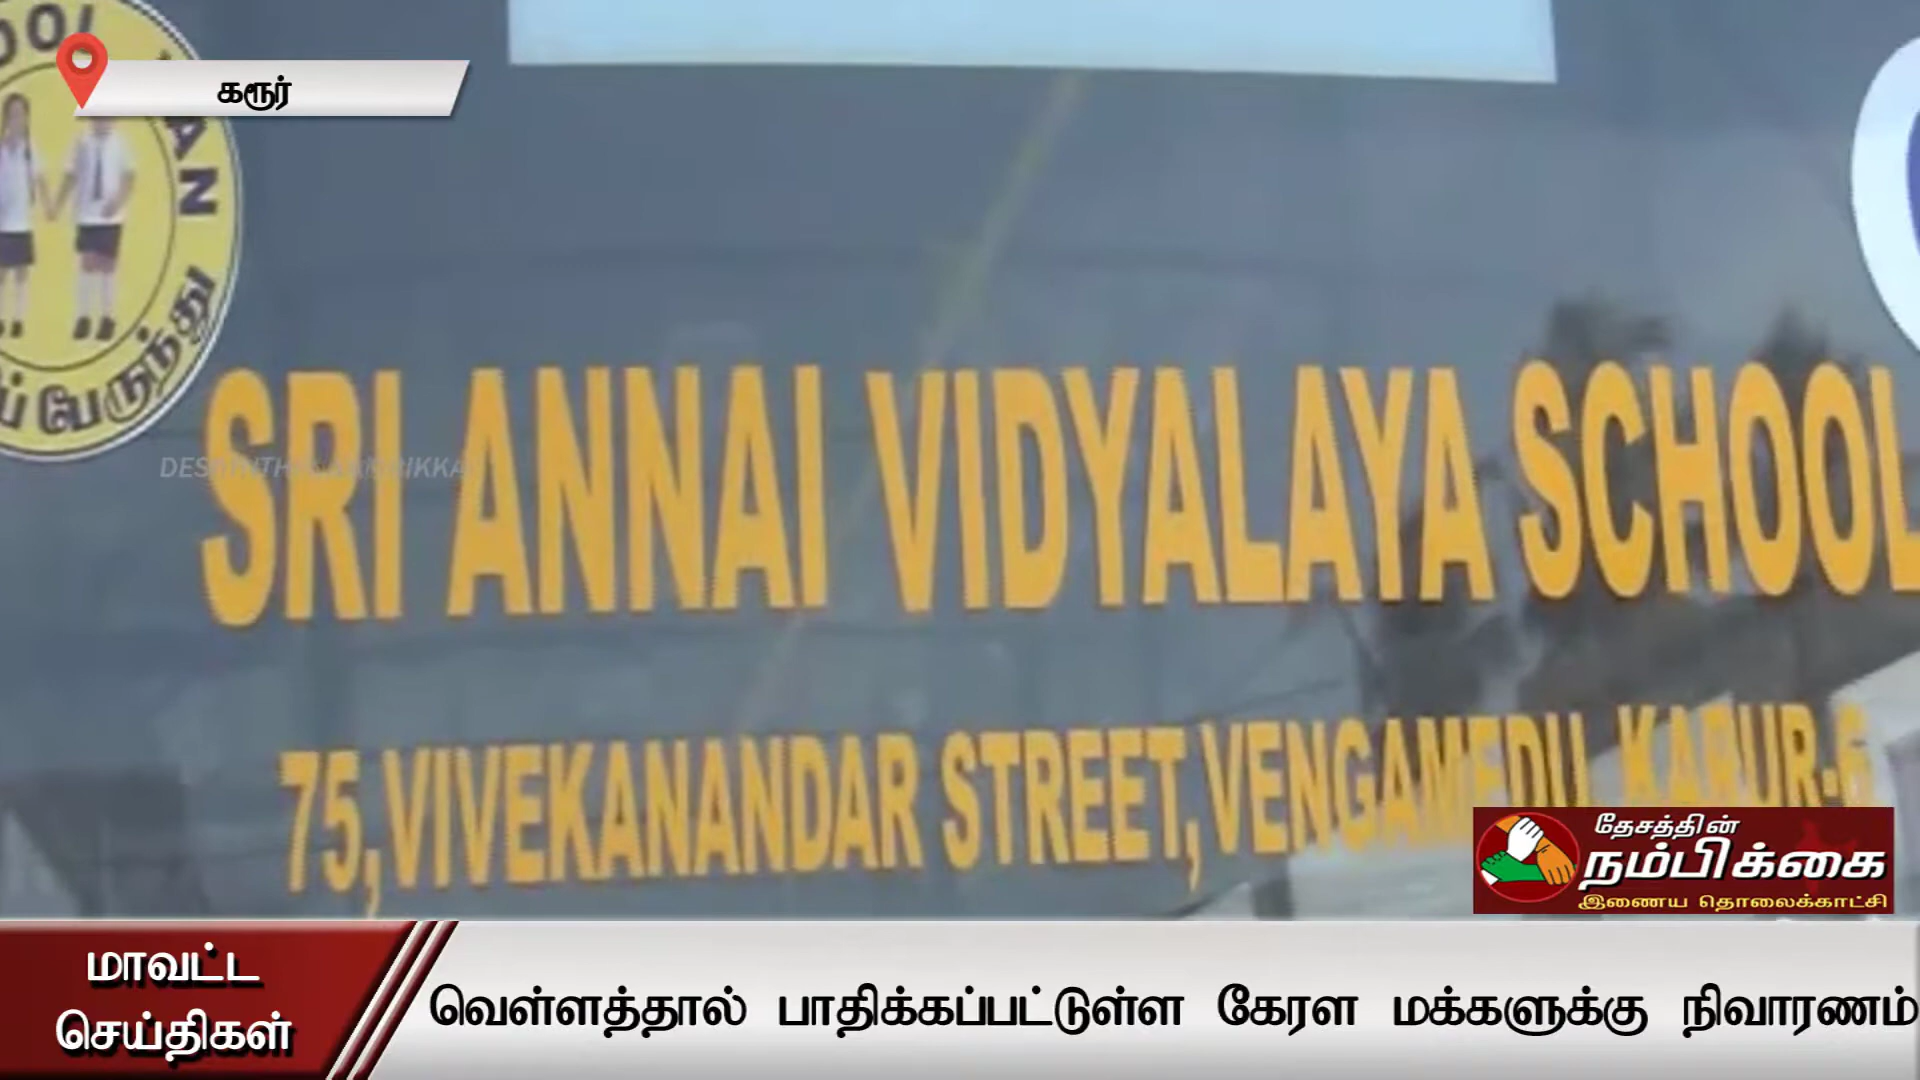 கரூர்
பேருந்து
SRI ANNAI VIDYALAYA SCHOOL
75,VIVEKANANDAR STREET,VENGAMEDU, KARUR-6
தேசத்தின்
நம்பிக்கை
இணைய தொலைக்காட்சி
மாவட்ட
செய்திகள்
வெள்ளத்தால் பாதிக்கப்பட்டுள்ள கேரள மக்களுக்கு நிவாரணம்